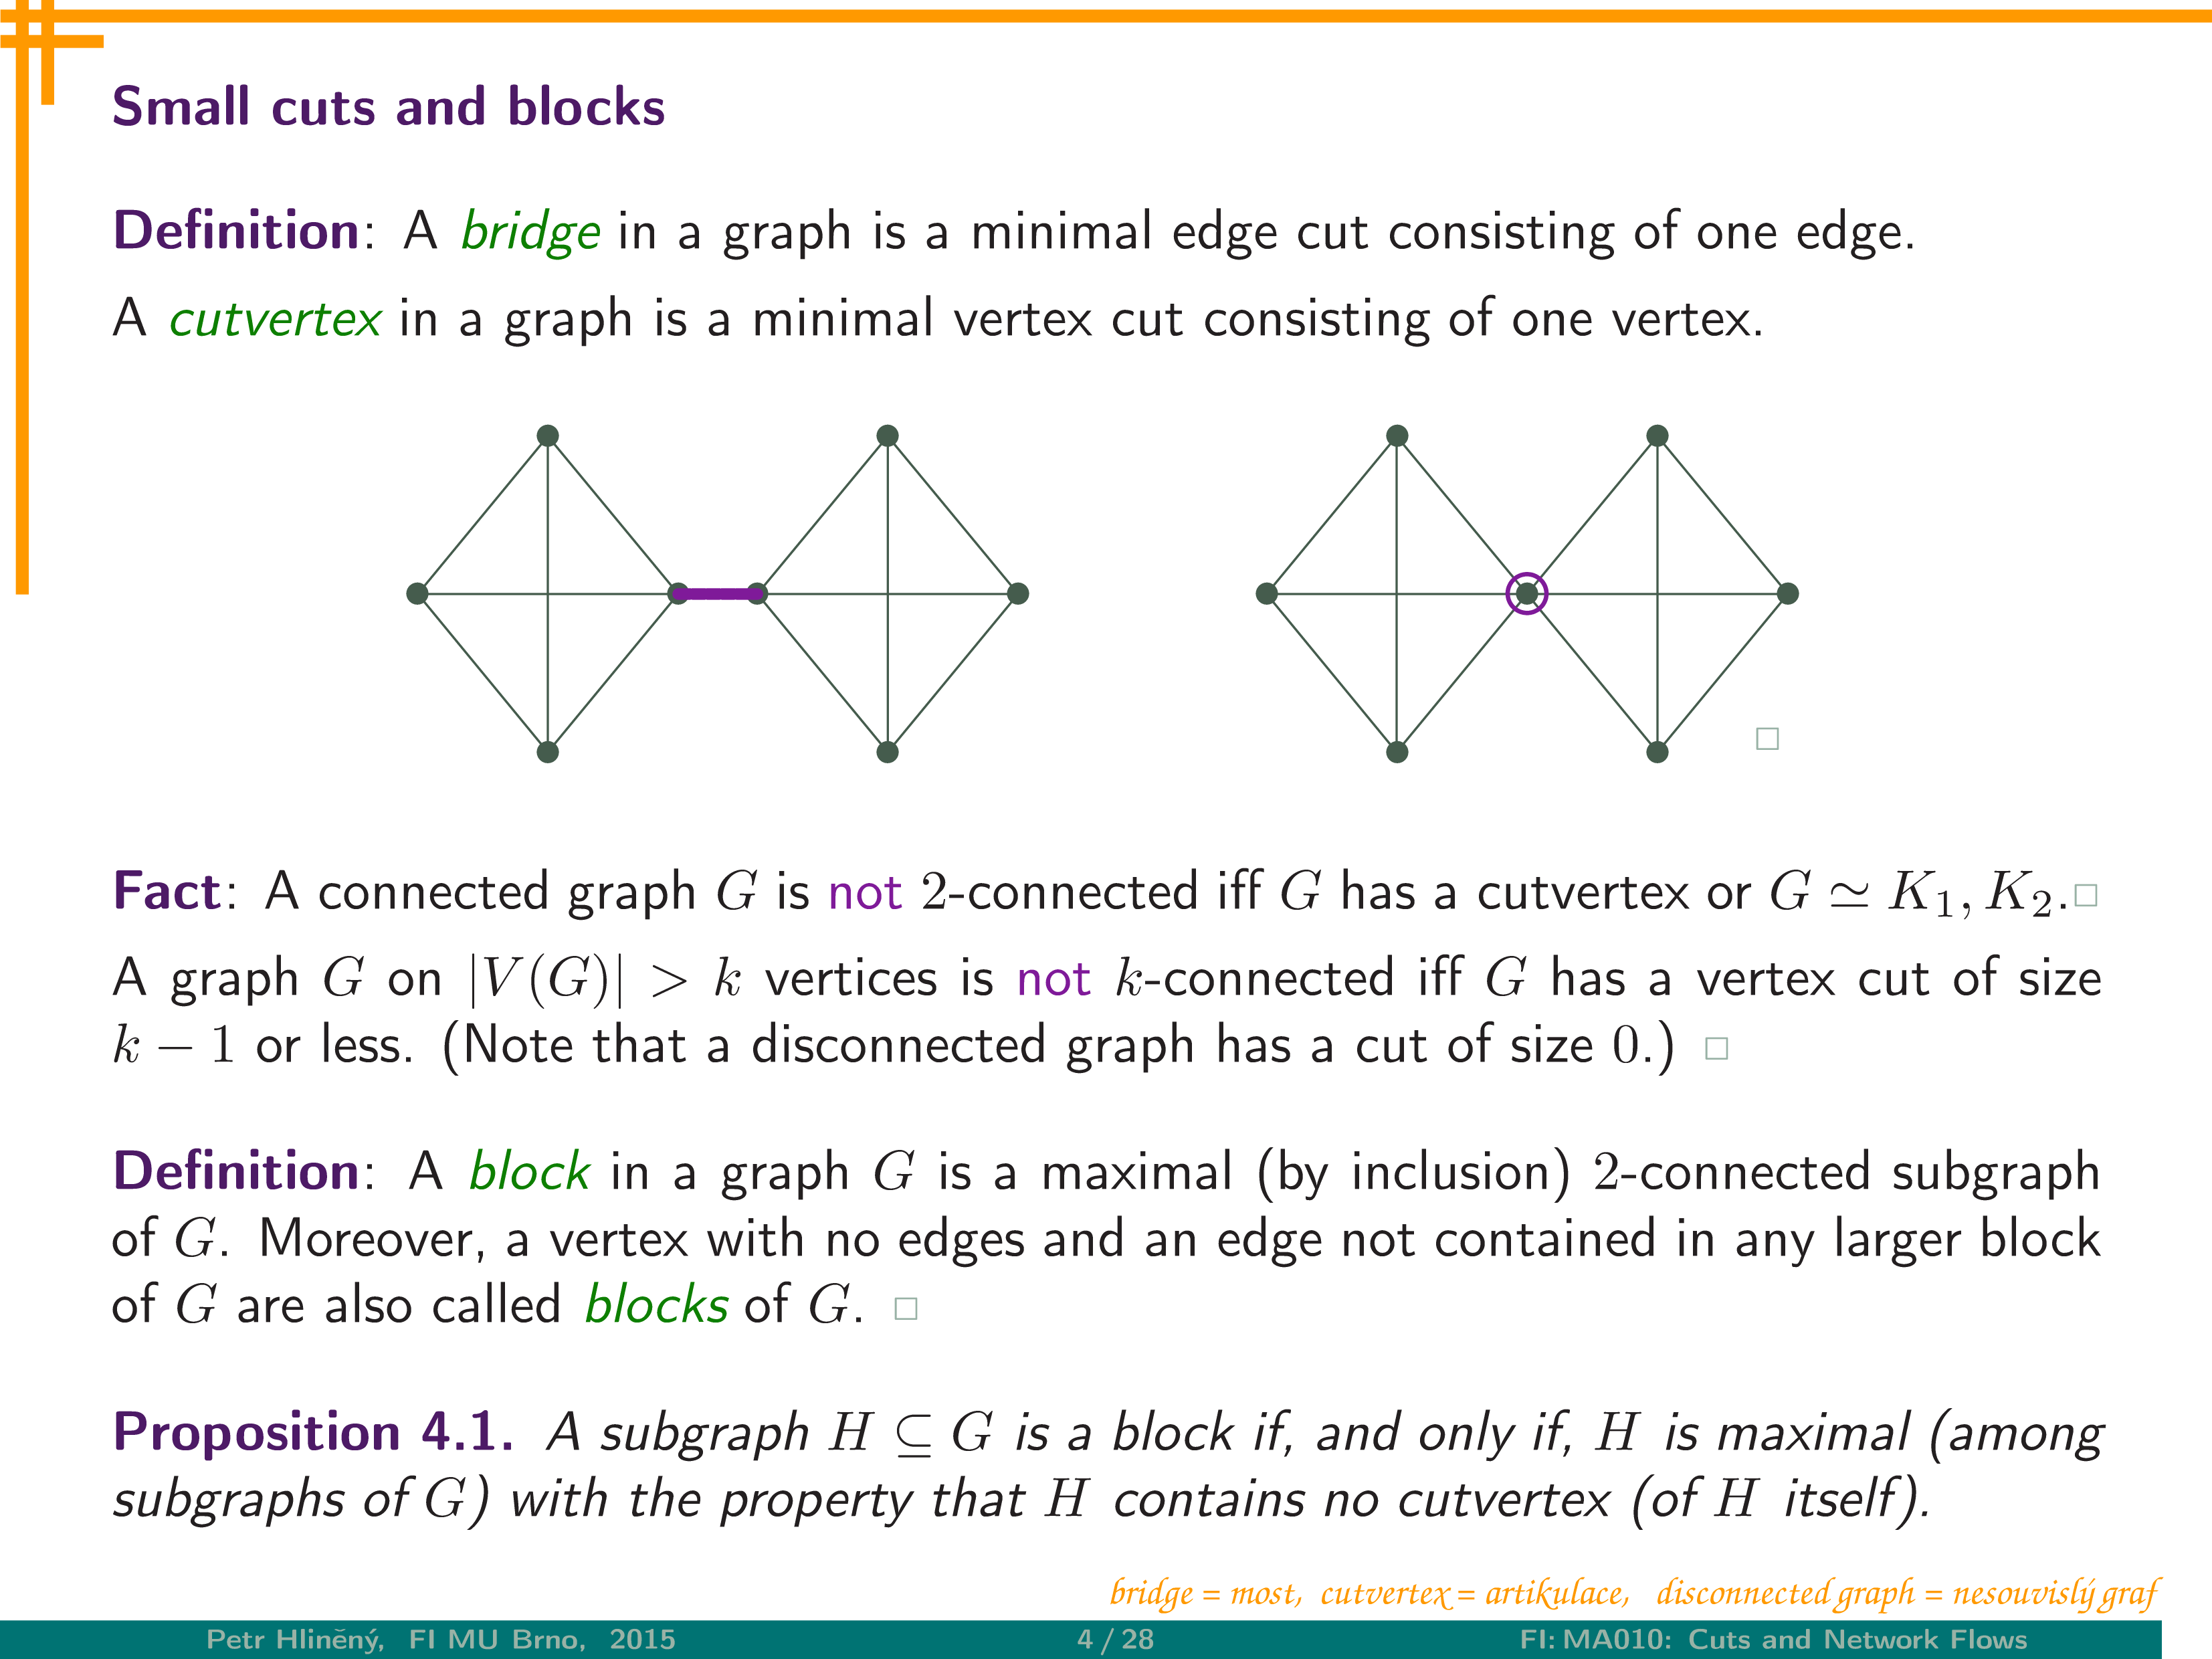 Small cuts and blocks
Definition: A bridge in a graph is a minimal edge cut consisting of one edge.
A cutvertex in a graph is a minimal vertex cut consisting of one vertex.
□
Fact: A connected graph G is not 2-connected iff G has a cutvertex or G ≃ K₁, K₂.□
A graph G on |V(G)| > k vertices is not k-connected iff G has a vertex cut of size
k − 1 or less. (Note that a disconnected graph has a cut of size 0.) □
Definition: A block in a graph G is a maximal (by inclusion) 2-connected subgraph
of G. Moreover, a vertex with no edges and an edge not contained in any larger block
of G are also called blocks of G. □
Proposition 4.1. A subgraph H ⊆ G is a block if, and only if, H is maximal (among
subgraphs of G) with the property that H contains no cutvertex (of H itself).
bridge = most, cutvertex = artikulace, disconnected graph = nesouvislý graf
Petr Hliněný, FI MU Brno, 2015 4 / 28 FI: MA010: Cuts and Network Flows